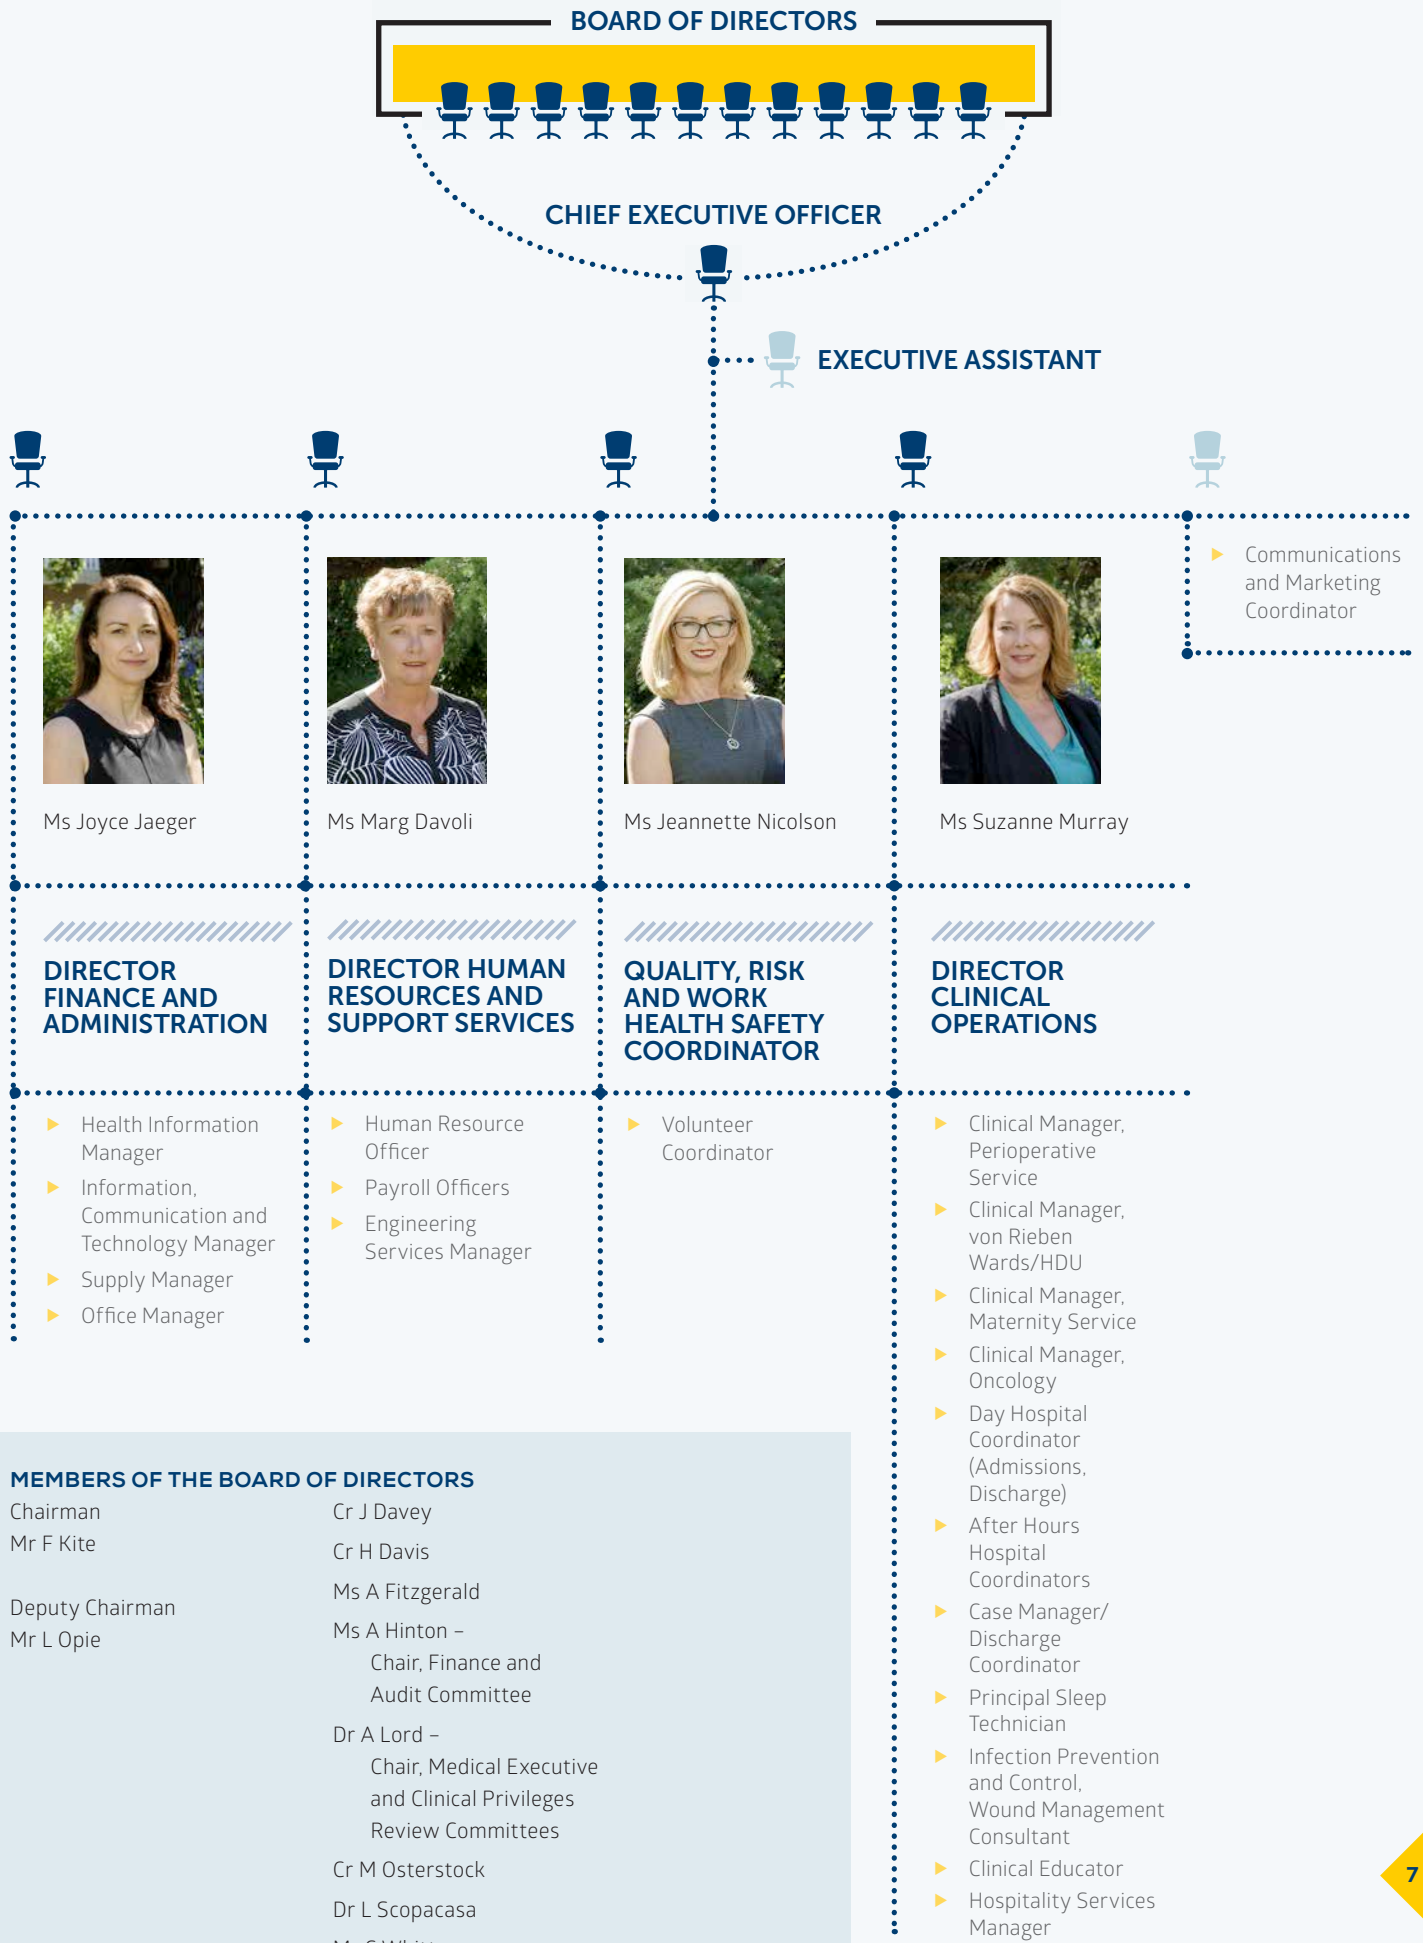 BOARD OF DIRECTORS
CHIEF EXECUTIVE OFFICER
EXECUTIVE ASSISTANT
Communications
and Marketing
Coordinator
Ms Joyce Jaeger
Ms Marg Davoli
Ms Jeannette Nicolson
Ms Suzanne Murray
DIRECTOR
FINANCE AND
ADMINISTRATION
DIRECTOR HUMAN
RESOURCES AND
SUPPORT SERVICES
QUALITY, RISK
AND WORK
HEALTH SAFETY
COORDINATOR
DIRECTOR
CLINICAL
OPERATIONS
Health Information
Manager
Information,
Communication and
Technology Manager
Supply Manager
Office Manager
Human Resource
Officer
Payroll Officers
Engineering
Services Manager
Volunteer
Coordinator
Clinical Manager,
Perioperative
Service
Clinical Manager,
von Rieben
Wards/HDU
Clinical Manager,
Maternity Service
Clinical Manager,
Oncology
Day Hospital
Coordinator
(Admissions,
Discharge)
After Hours
Hospital
Coordinators
Case Manager/
Discharge
Coordinator
Principal Sleep
Technician
Infection Prevention
and Control,
Wound Management
Consultant
Clinical Educator
Hospitality Services
Manager
MEMBERS OF THE BOARD OF DIRECTORS
Chairman
Mr F Kite
Deputy Chairman
Mr L Opie
Cr J Davey
Cr H Davis
Ms A Fitzgerald
Ms A Hinton –
Chair, Finance and
Audit Committee
Dr A Lord –
Chair, Medical Executive
and Clinical Privileges
Review Committees
Cr M Osterstock
Dr L Scopacasa
7